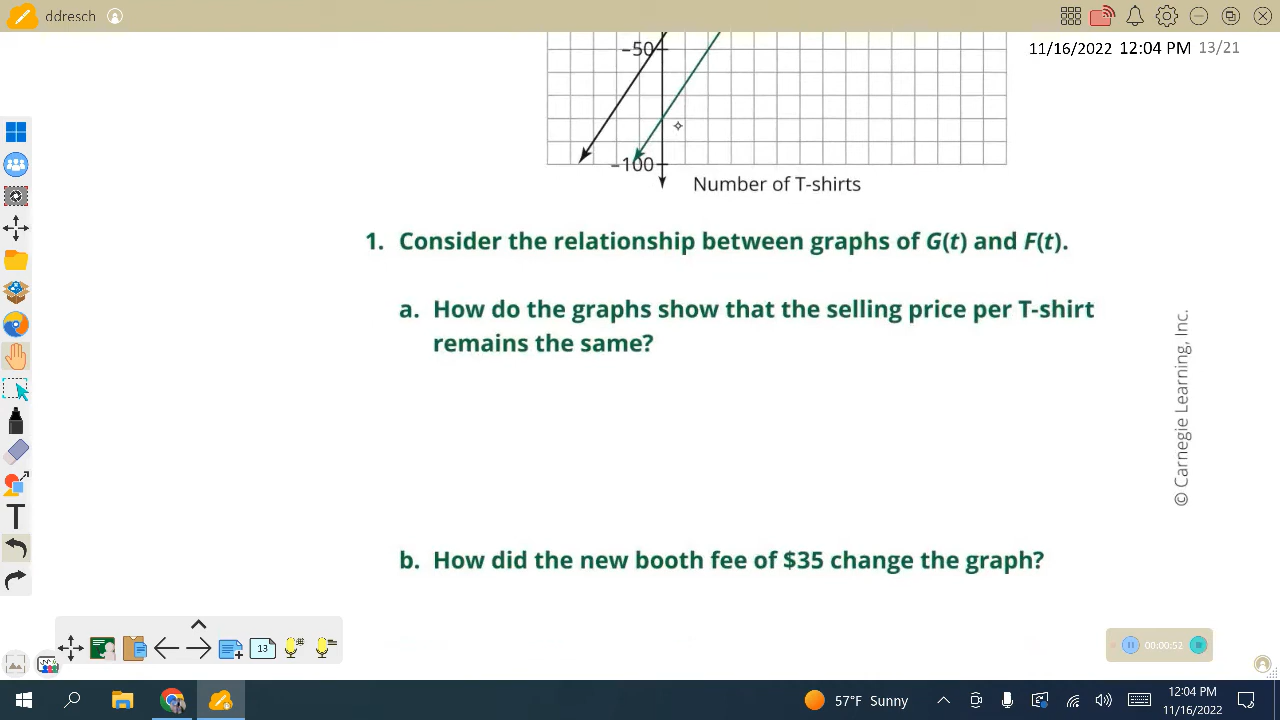 ddresch
11/16/2022 12:04 PM 13/21
-50
-100
Number of T-shirts
1. Consider the relationship between graphs of G(t) and F(t).
a. How do the graphs show that the selling price per T-shirt
remains the same?
© Carnegie Learning, Inc.
b. How did the new booth fee of $35 change the graph?
T
13
00:00:52
57°F Sunny
12:04 PM
11/16/2022